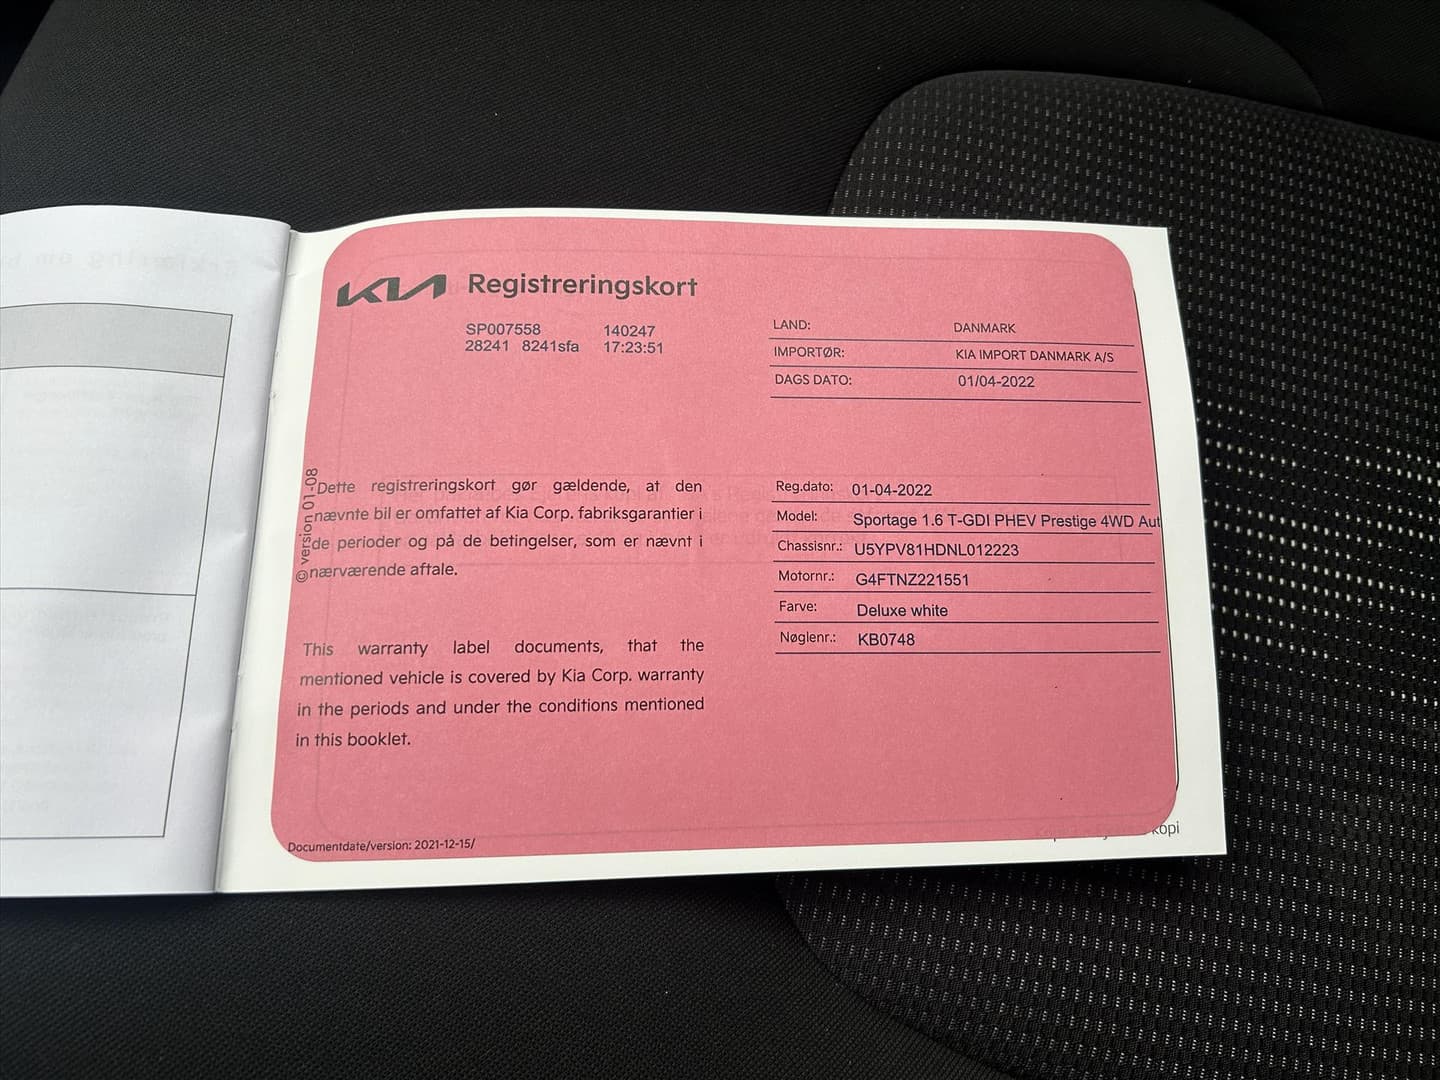 KIA Registreringskort
SP007558 140247
28241 8241sfa 17:23:51
LAND: DANMARK
IMPORTØR: KIA IMPORT DANMARK A/S
DAGS DATO: 01/04-2022
© version 01-08
Dette registreringskort gør gældende, at den
nævnte bil er omfattet af Kia Corp. fabriksgarantier i
de perioder og på de betingelser, som er nævnt i
nærværende aftale.
This warranty label documents, that the
mentioned vehicle is covered by Kia Corp. warranty
in the periods and under the conditions mentioned
in this booklet.
Reg.dato: 01-04-2022
Model: Sportage 1.6 T-GDI PHEV Prestige 4WD Aut
Chassisnr.: U5YPV81HDNL012223
Motornr.: G4FTNZ221551
Farve: Deluxe white
Nøglenr.: KB0748
Documentdate/version: 2021-12-15/
kopi